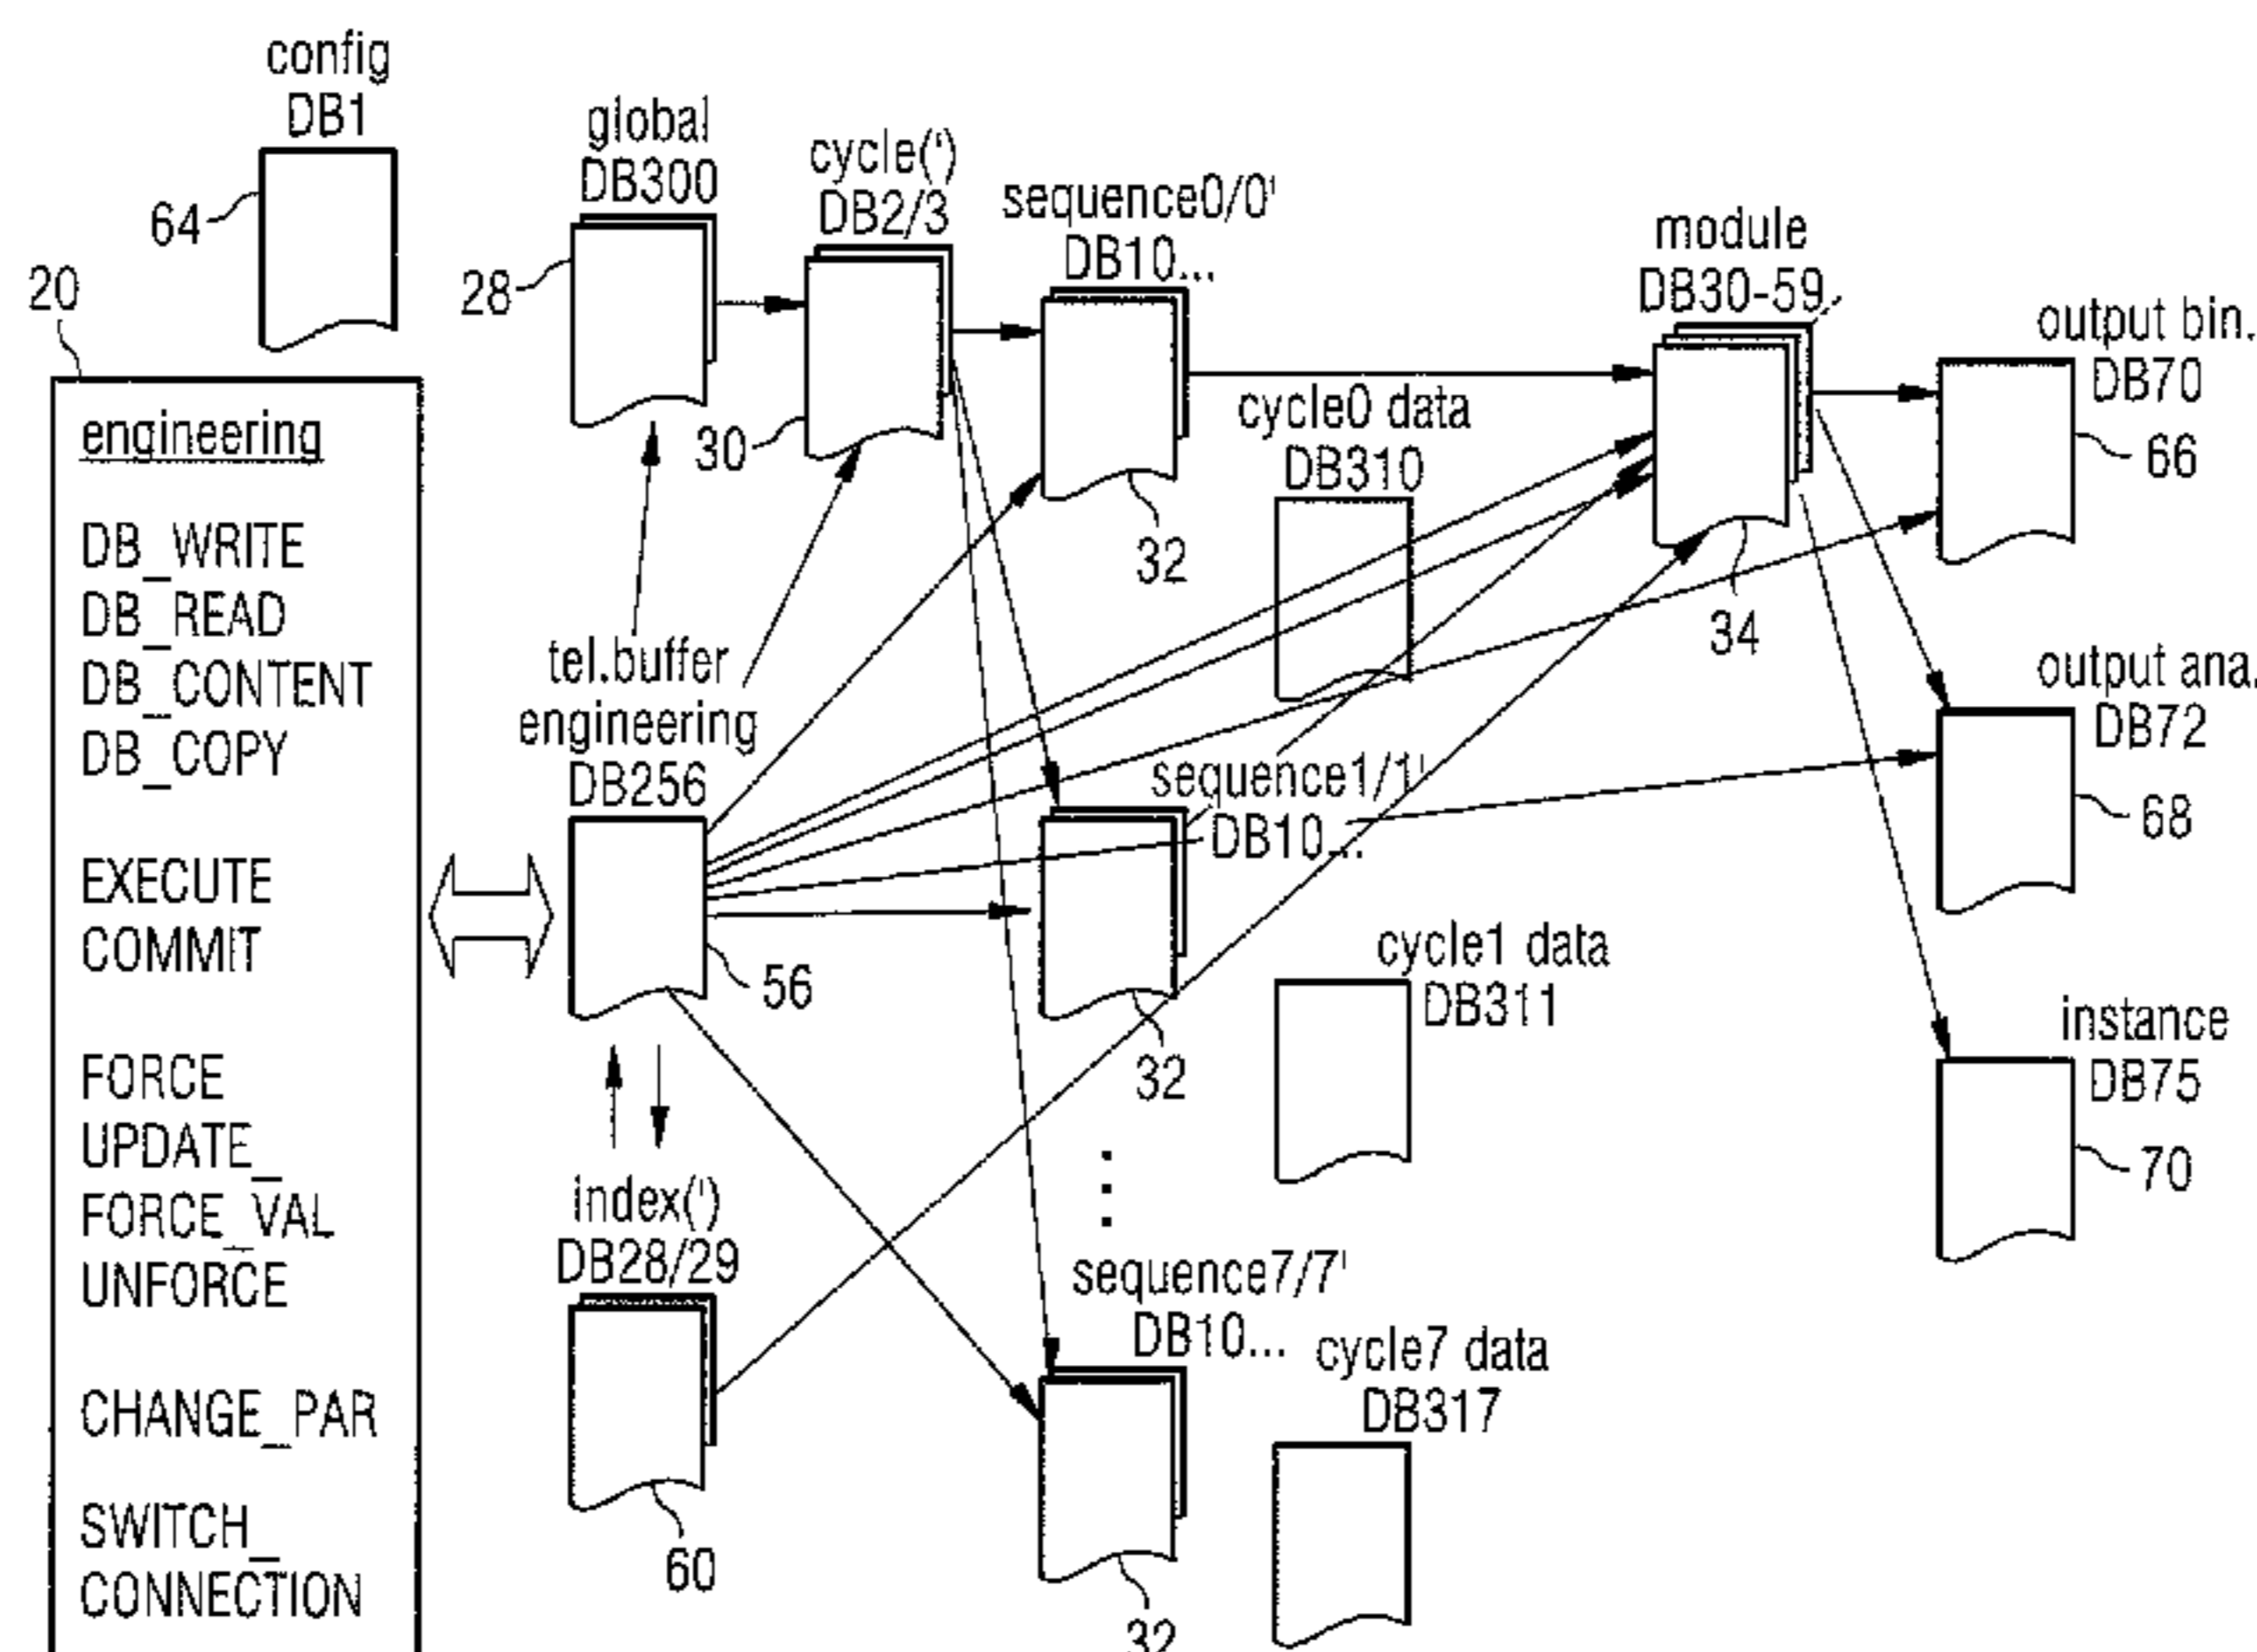 config
DB1
64
20
engineering
DB_WRITE
DB_READ
DB_CONTENT
DB_COPY
EXECUTE
COMMIT
FORCE
UPDATE_
FORCE_VAL
UNFORCE
CHANGE_PAR
SWITCH_
CONNECTION
global
DB300
28
cycle(')
DB2/3
30
sequence0/0'
DB10...
32
cycle0 data
DB310
module
DB30-59
34
output bin.
DB70
66
tel.buffer
engineering
DB256
56
sequence1/1'
DB10...
32
output ana.
DB72
68
cycle1 data
DB311
instance
DB75
70
index(')
DB28/29
60
sequence7/7'
DB10...
32
cycle7 data
DB317